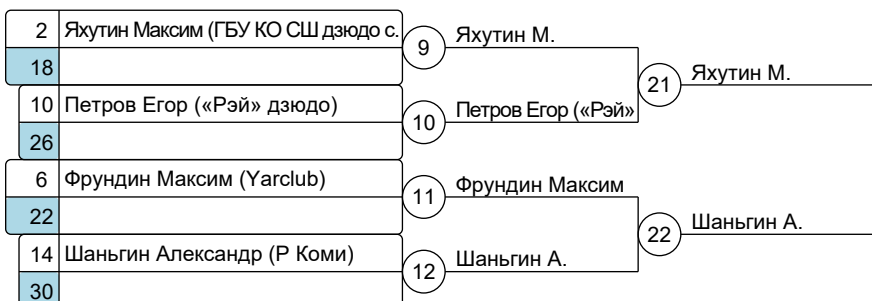 2 Яхутин Максим (ГБУ КО СШ дзюдо с.
18
9 Яхутин М.
10 Петров Егор («Рэй» дзюдо)
26
10 Петров Егор («Рэй»
21 Яхутин М.
6 Фрундин Максим (Yarclub)
22
11 Фрундин Максим
14 Шаньгин Александр (Р Коми)
30
12 Шаньгин А.
22 Шаньгин А.